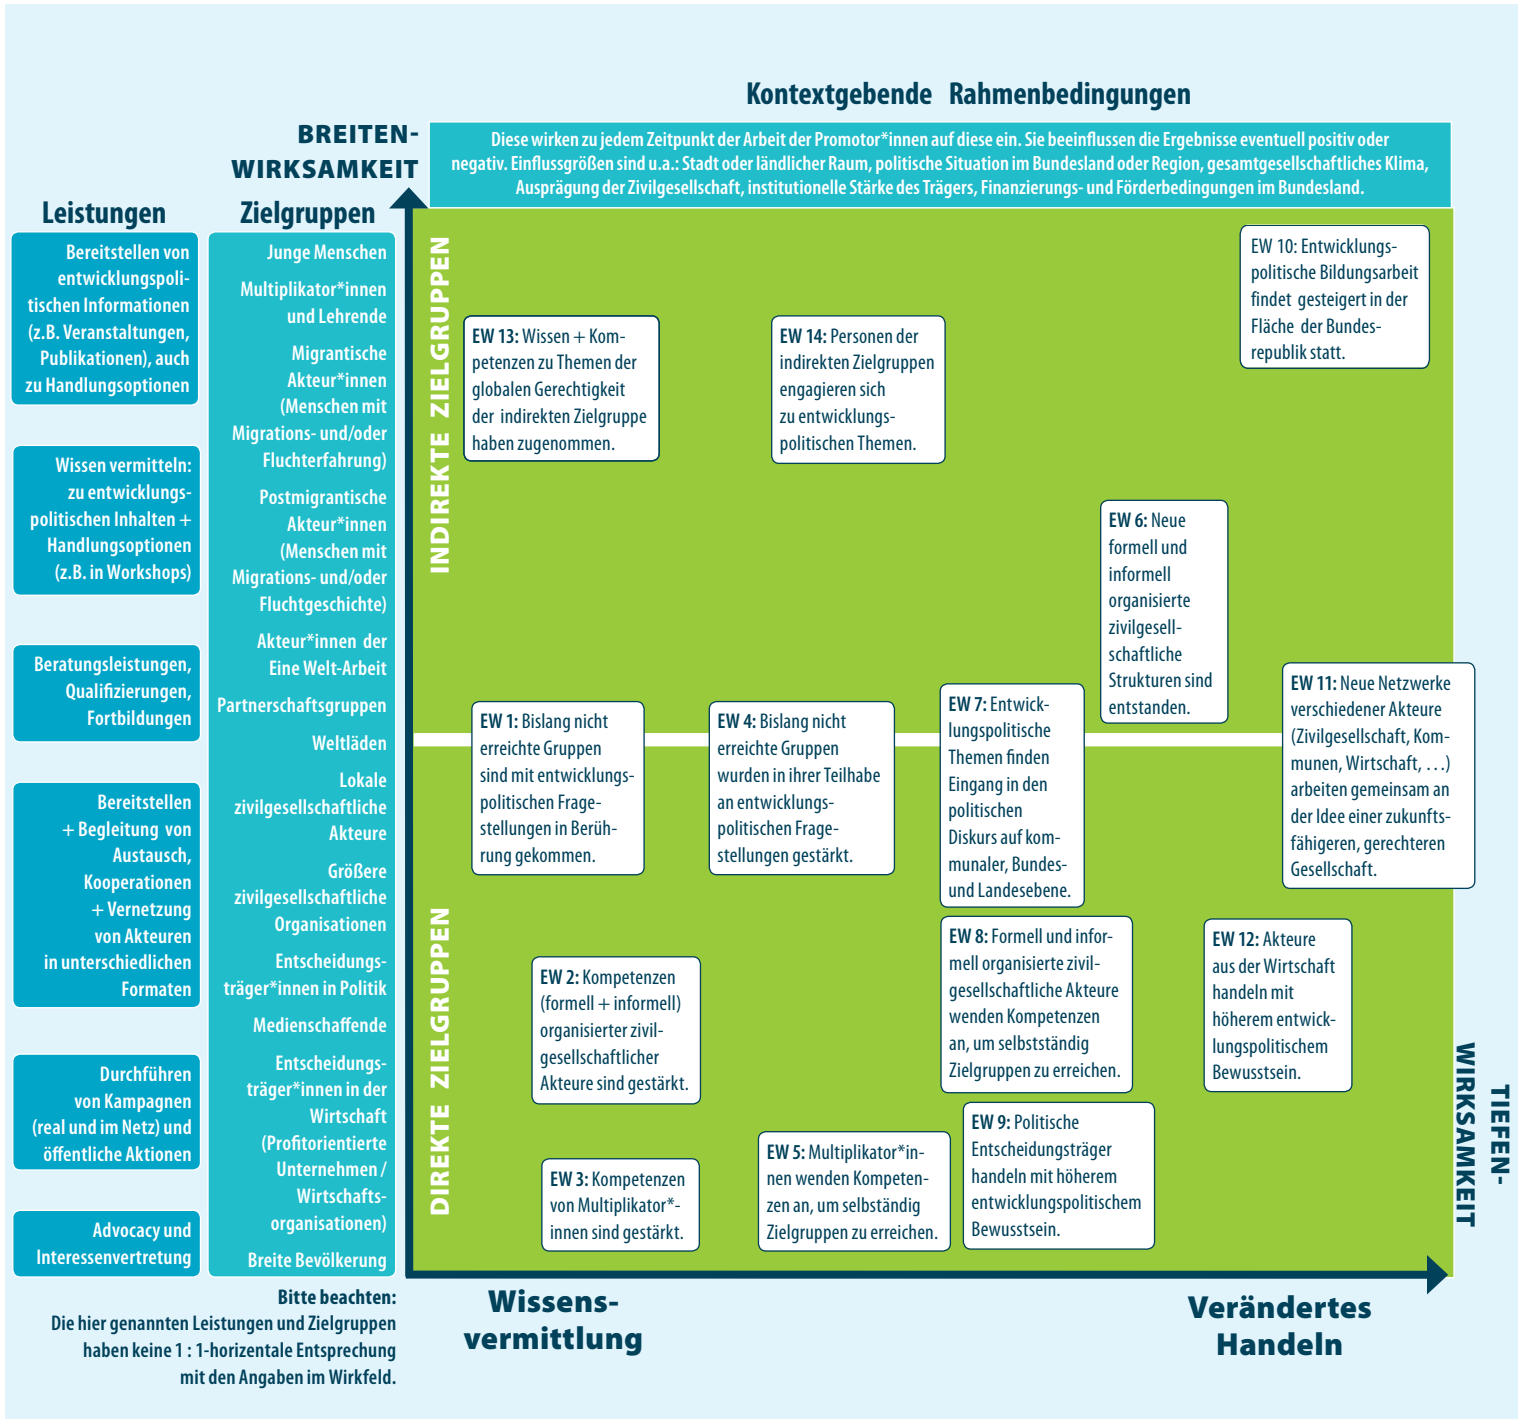 Kontextgebende Rahmenbedingungen
BREITEN-
WIRKSAMKEIT
Diese wirken zu jedem Zeitpunkt der Arbeit der Promotor*innen auf diese ein. Sie beeinflussen die Ergebnisse eventuell positiv oder
negativ. Einflussgrößen sind u.a.: Stadt oder ländlicher Raum, politische Situation im Bundesland oder Region, gesamtgesellschaftliches Klima,
Ausprägung der Zivilgesellschaft, institutionelle Stärke des Trägers, Finanzierungs- und Förderbedingungen im Bundesland.
Leistungen
Bereitstellen von
entwicklungspoli-
tischen Informationen
(z.B. Veranstaltungen,
Publikationen), auch
zu Handlungsoptionen
Wissen vermitteln:
zu entwicklungs-
politischen Inhalten +
Handlungsoptionen
(z.B. in Workshops)
Beratungsleistungen,
Qualifizierungen,
Fortbildungen
Bereitstellen
+ Begleitung von
Austausch,
Kooperationen
+ Vernetzung
von Akteuren
in unterschiedlichen
Formaten
Durchführen
von Kampagnen
(real und im Netz) und
öffentliche Aktionen
Advocacy und
Interessenvertretung
Zielgruppen
Junge Menschen
Multiplikator*innen
und Lehrende
Migrantische
Akteur*innen
(Menschen mit
Migrations- und/oder
Fluchterfahrung)
Postmigrantische
Akteur*innen
(Menschen mit
Migrations- und/oder
Fluchtgeschichte)
Akteur*innen der
Eine Welt-Arbeit
Partnerschaftsgruppen
Weltläden
Lokale
zivilgesellschaftliche
Akteure
Größere
zivilgesellschaftliche
Organisationen
Entscheidungs-
träger*innen in Politik
Medienschaffende
Entscheidungs-
träger*innen in der
Wirtschaft
(Profitorientierte
Unternehmen /
Wirtschafts-
organisationen)
Breite Bevölkerung
Bitte beachten:
Die hier genannten Leistungen und Zielgruppen
haben keine 1 : 1-horizentale Entsprechung
mit den Angaben im Wirkfeld.
INDIREKTE ZIELGRUPPEN
EW 13: Wissen + Kom-
petenzen zu Themen der
globalen Gerechtigkeit
der indirekten Zielgruppe
haben zugenommen.
EW 14: Personen der
indirekten Zielgruppen
engagieren sich
zu entwicklungs-
politischen Themen.
EW 10: Entwicklungs-
politische Bildungsarbeit
findet gesteigert in der
Fläche der Bundes-
republik statt.
EW 6: Neue
formell und
informell
organisierte
zivilgesell-
schaftliche
Strukturen sind
entstanden.
EW 1: Bislang nicht
erreichte Gruppen
sind mit entwicklungs-
politischen Frage-
stellungen in Berüh-
rung gekommen.
EW 4: Bislang nicht
erreichte Gruppen
wurden in ihrer Teilhabe
an entwicklungs-
politischen Frage-
stellungen gestärkt.
EW 7: Entwick-
lungspolitische
Themen finden
Eingang in den
politischen
Diskurs auf kom-
munaler, Bundes-
und Landesebene.
EW 11: Neue Netzwerke
verschiedener Akteure
(Zivilgesellschaft, Kom-
munen, Wirtschaft, …)
arbeiten gemeinsam an
der Idee einer zukunfts-
fähigeren, gerechteren
Gesellschaft.
DIREKTE ZIELGRUPPEN
EW 2: Kompetenzen
(formell + informell)
organisierter zivil-
gesellschaftlicher
Akteure sind gestärkt.
EW 8: Formell und infor-
mell organisierte zivil-
gesellschaftliche Akteure
wenden Kompetenzen
an, um selbstständig
Zielgruppen zu erreichen.
EW 12: Akteure
aus der Wirtschaft
handeln mit
höherem entwick-
lungspolitischem
Bewusstsein.
EW 3: Kompetenzen
von Multiplikator*-
innen sind gestärkt.
EW 5: Multiplikator*in-
nen wenden Kompeten-
zen an, um selbständig
Zielgruppen zu erreichen.
EW 9: Politische
Entscheidungsträger
handeln mit höherem
entwicklungspolitischem
Bewusstsein.
TIEFEN-
WIRKSAMKEIT
Wissens-
vermittlung
Verändertes
Handeln